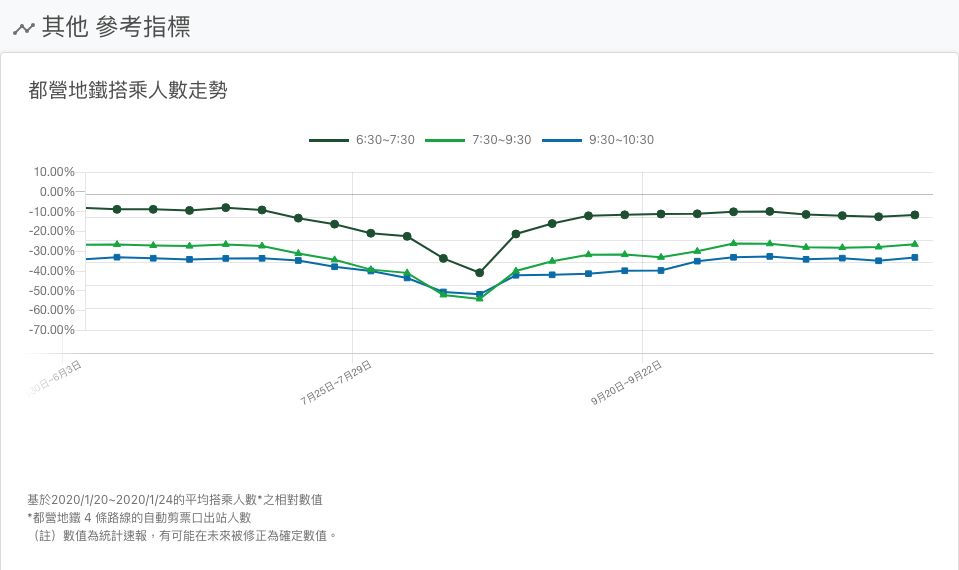 其他 參考指標
都營地鐵搭乘人數走勢
6:30~7:30 7:30~9:30 9:30~10:30
10.00%
0.00%
-10.00%
-20.00%
-30.00%
-40.00%
-50.00%
-60.00%
-70.00%
30日~6月3日 7月25日~7月29日 9月20日~9月22日
基於2020/1/20~2020/1/24的平均搭乘人數*之相對數值
*都營地鐵 4 條路線的自動剪票口出站人數
（註）數值為統計速報，有可能在未來被修正為確定數值。